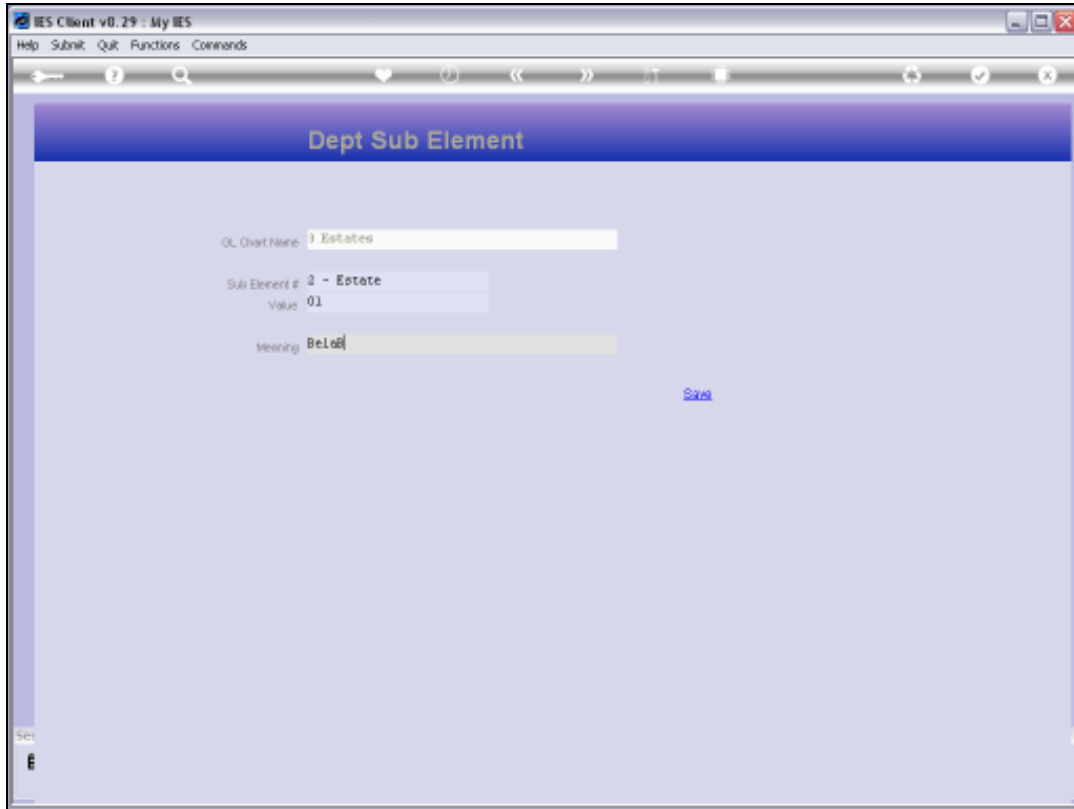 IES Client v8.29 : My IES
Help Submit Quit Functions Commands
Dept Sub Element
GL Chart Name 3 Estates
Sub Element # 2 - Estate
Value 01
Meaning BelaB
Save